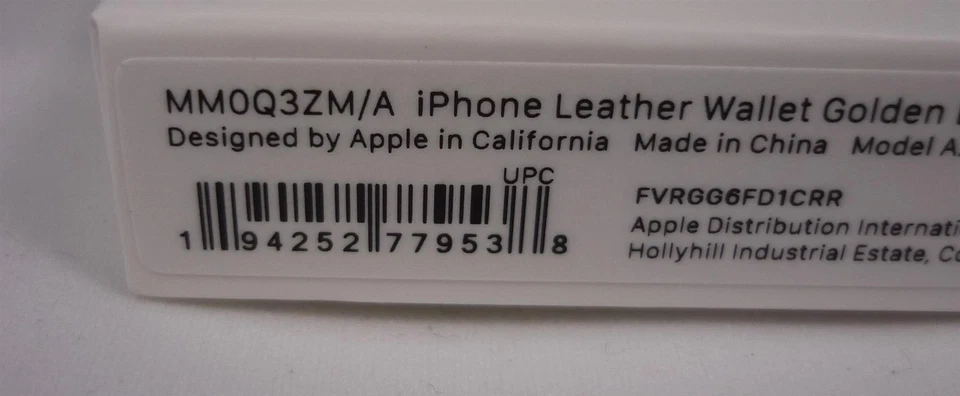 MM0Q3ZM/A iPhone Leather Wallet Golden
Designed by Apple in California Made in China Model
UPC
1 94252 77953 8
FVRGG6FD1CRR
Apple Distribution
Hollyhill Industrial Estate,